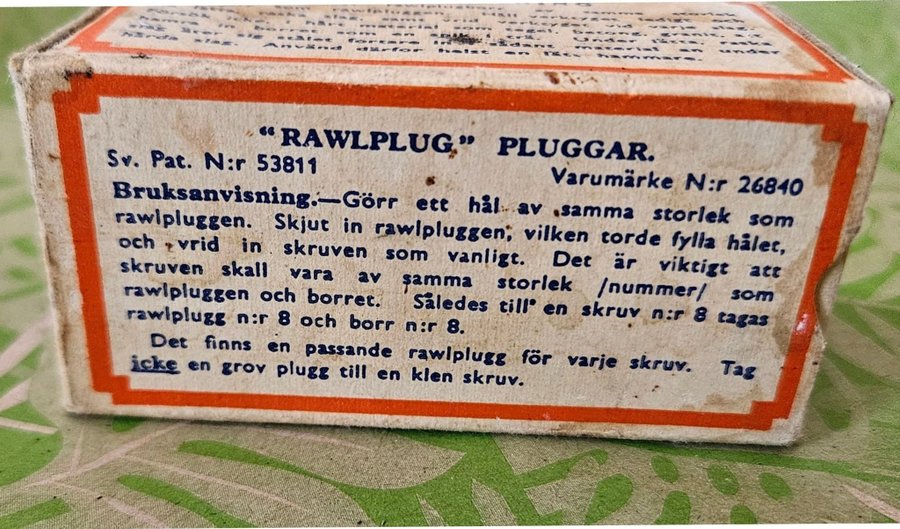 “RAWLPLUG” PLUGGAR.
Sv. Pat. N:r 53811
Varumärke N:r 26840
Bruksanvisning.—Görr ett hål av samma storlek som
rawlpluggen. Skjut in rawlpluggen, vilken torde fylla hålet,
och vrid in skruven som vanligt. Det är viktigt att
skruven skall vara av samma storlek /nummer/ som
rawlpluggen och borret. Således till en skruv n:r 8 tagas
rawlplugg n:r 8 och borr n:r 8.
Det finns en passande rawlplugg för varje skruv. Tag
icke en grov plugg till en klen skruv.